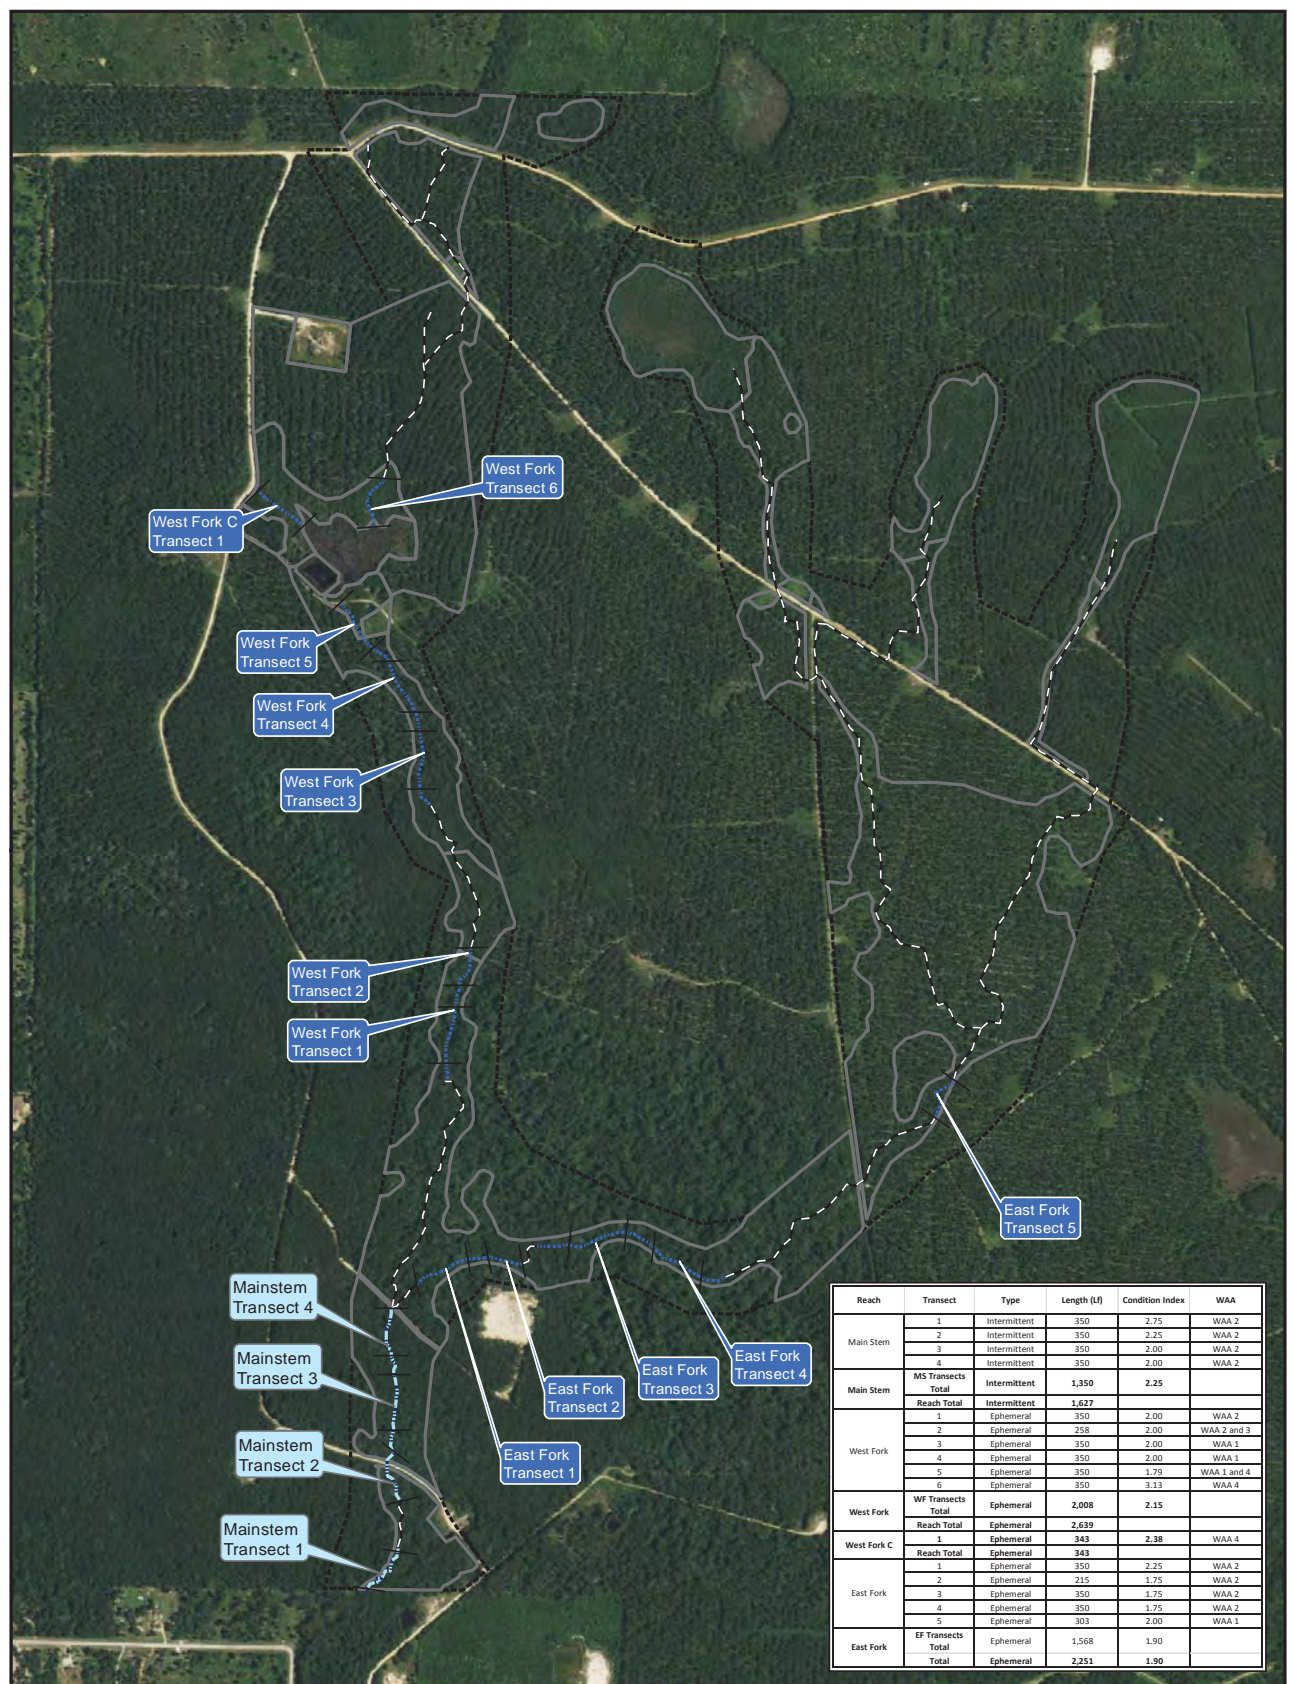 West Fork
Transect 6
West Fork C
Transect 1
West Fork
Transect 5
West Fork
Transect 4
West Fork
Transect 3
West Fork
Transect 2
West Fork
Transect 1
East Fork
Transect 5
Mainstem
Transect 4
Mainstem
Transect 3
Mainstem
Transect 2
Mainstem
Transect 1
East Fork
Transect 4
East Fork
Transect 3
East Fork
Transect 2
East Fork
Transect 1
Reach Transect Type Length (Lf) Condition Index WAA
Main Stem
1 Intermittent 350 2.75 WAA 2
2 Intermittent 350 2.25 WAA 2
3 Intermittent 350 2.00 WAA 2
4 Intermittent 350 2.00 WAA 2
Main Stem
MS Transects
Total Intermittent 1,350 2.25
Reach Total Intermittent 1,627
West Fork
1 Ephemeral 350 2.00 WAA 2
2 Ephemeral 258 2.00 WAA 2 and 3
3 Ephemeral 350 2.00 WAA 1
4 Ephemeral 350 2.00 WAA 1
5 Ephemeral 350 1.79 WAA 1 and 4
6 Ephemeral 350 3.13 WAA 4
West Fork
WF Transects
Total Ephemeral 2,008 2.15
Reach Total Ephemeral 2,639
West Fork C
1 Ephemeral 343 2.38 WAA 4
Reach Total Ephemeral 343
East Fork
1 Ephemeral 350 2.25 WAA 2
2 Ephemeral 215 1.75 WAA 2
3 Ephemeral 350 1.75 WAA 2
4 Ephemeral 350 1.75 WAA 2
5 Ephemeral 303 2.00 WAA 1
East Fork
EF Transects
Total Ephemeral 1,568 1.90
Total Ephemeral 2,251 1.90